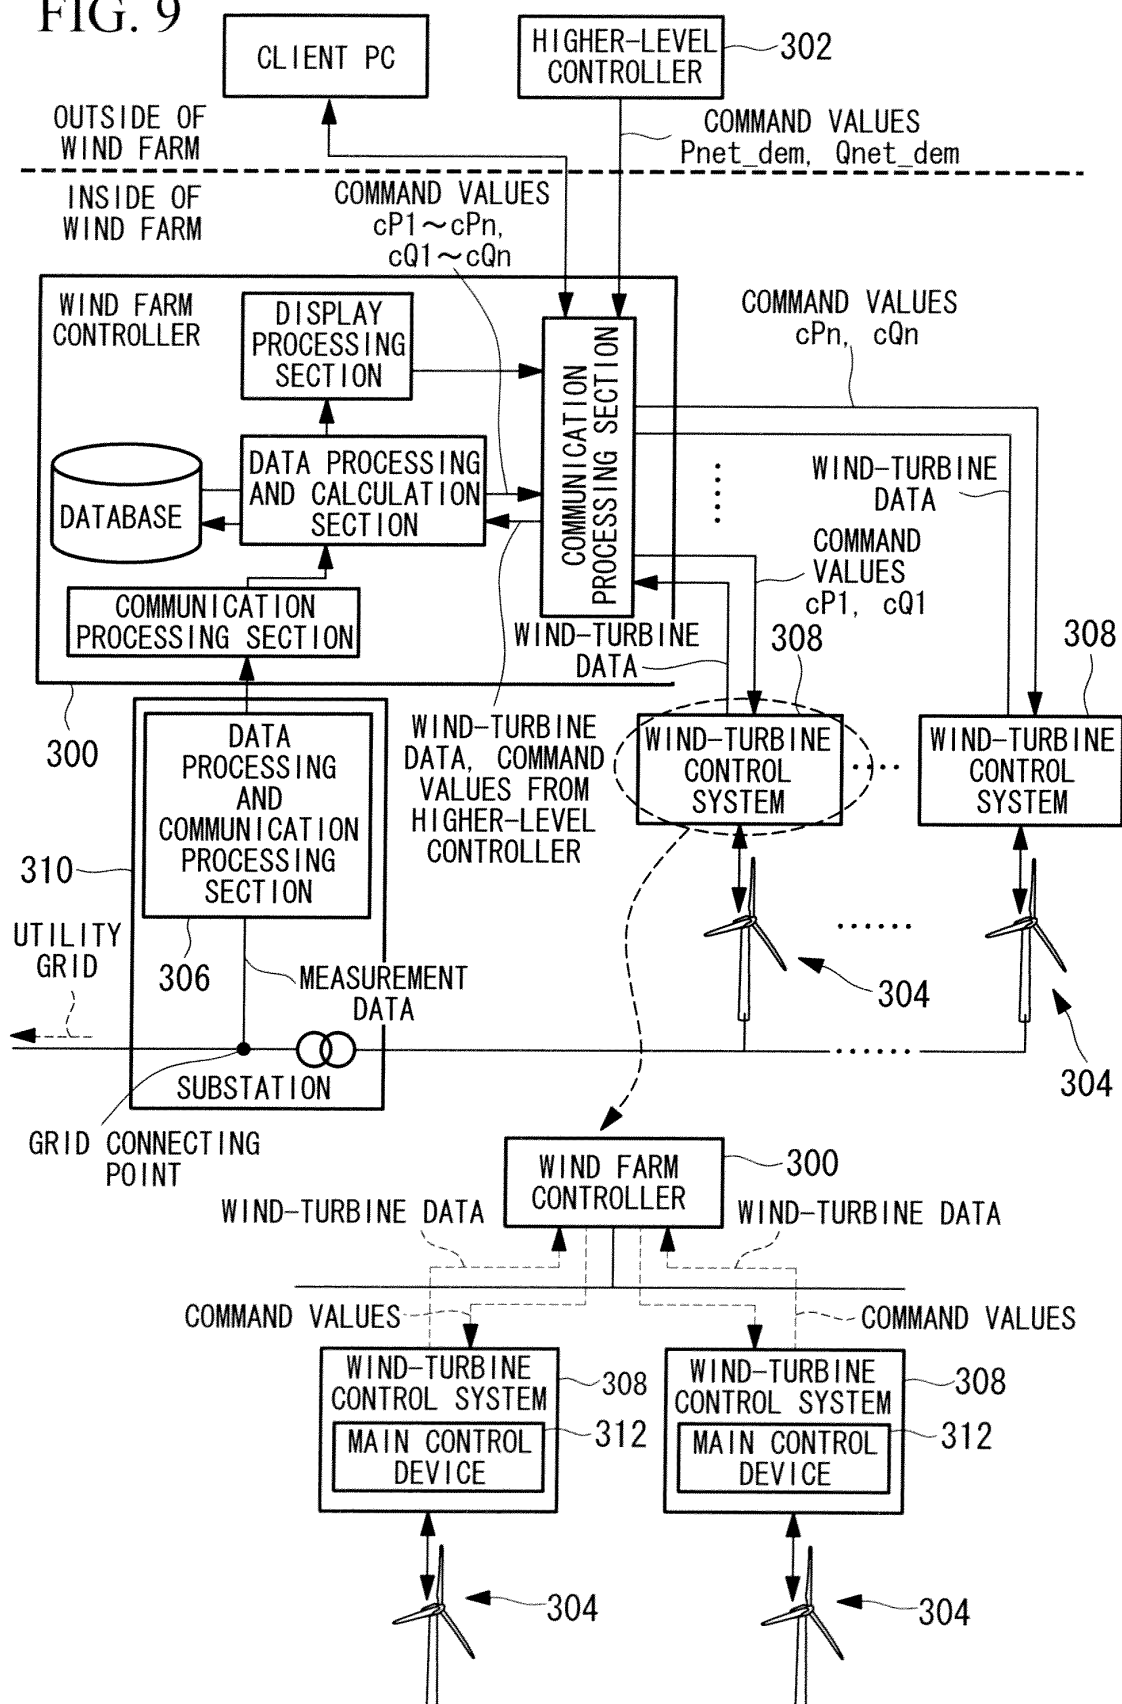 FIG. 9
CLIENT PC
HIGHER-LEVEL
CONTROLLER
302
OUTSIDE OF
WIND FARM
COMMAND VALUES
Pnet_dem, Qnet_dem
INSIDE OF
WIND FARM
COMMAND VALUES
cP1~cPn,
cQ1~cQn
WIND FARM
CONTROLLER
DISPLAY
PROCESSING
SECTION
COMMUNICATION
PROCESSING SECTION
COMMAND VALUES
cPn, cQn
DATABASE
DATA PROCESSING
AND CALCULATION
SECTION
WIND-TURBINE
DATA
COMMAND
VALUES
cP1, cQ1
COMMUNICATION
PROCESSING SECTION
WIND-TURBINE
DATA
308
308
300
DATA
PROCESSING
AND
COMMUNICATION
PROCESSING
SECTION
WIND-TURBINE
DATA, COMMAND
VALUES FROM
HIGHER-LEVEL
CONTROLLER
WIND-TURBINE
CONTROL
SYSTEM
WIND-TURBINE
CONTROL
SYSTEM
310
UTILITY
GRID
306
MEASUREMENT
DATA
304
304
SUBSTATION
GRID CONNECTING
POINT
WIND FARM
CONTROLLER
300
WIND-TURBINE DATA
WIND-TURBINE DATA
COMMAND VALUES
COMMAND VALUES
WIND-TURBINE
CONTROL SYSTEM
308
MAIN CONTROL
DEVICE
312
WIND-TURBINE
CONTROL SYSTEM
308
MAIN CONTROL
DEVICE
312
304
304